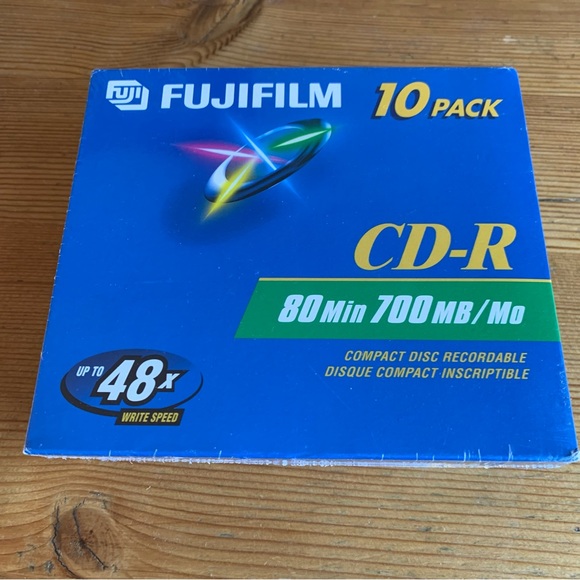 FUJI FUJIFILM
10 PACK
CD-R
80 Min 700 MB/Mo
COMPACT DISC RECORDABLE
DISQUE COMPACT INSCRIPTIBLE
UP TO 48X
WRITE SPEED